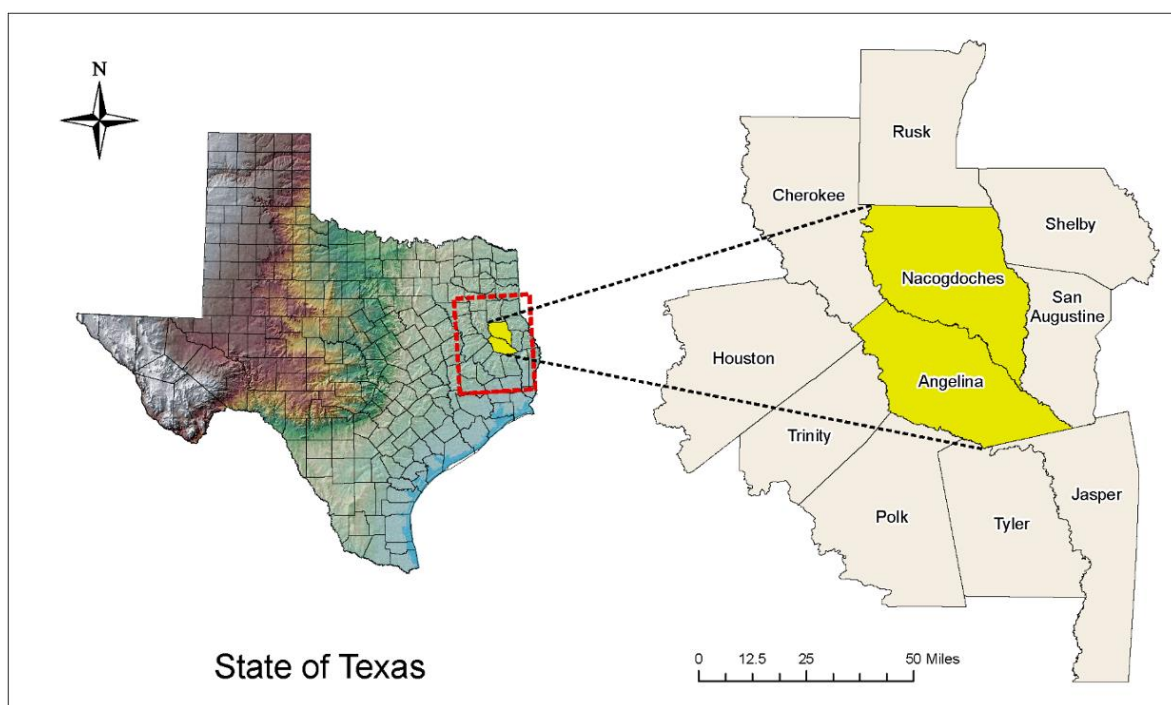 N
State of Texas
Rusk
Cherokee
Shelby
Nacogdoches
San
Augustine
Houston
Angelina
Trinity
Jasper
Polk
Tyler
0 12.5 25 50 Miles